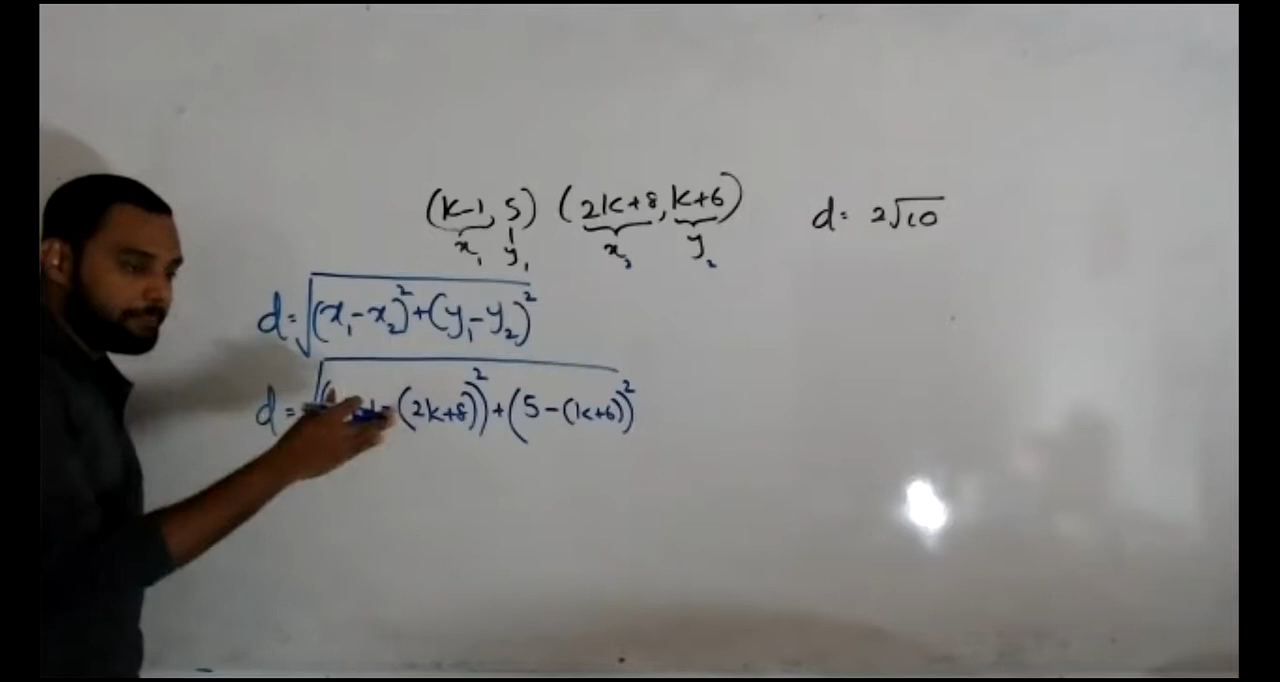 (k-1, 5) (2k+8, k+6) d: 2√10
x₁ y₁ x₂ y₂
d=√(x₁-x₂)²+(y₁-y₂)²
d= (2k+8))²+(5-(k+6))²